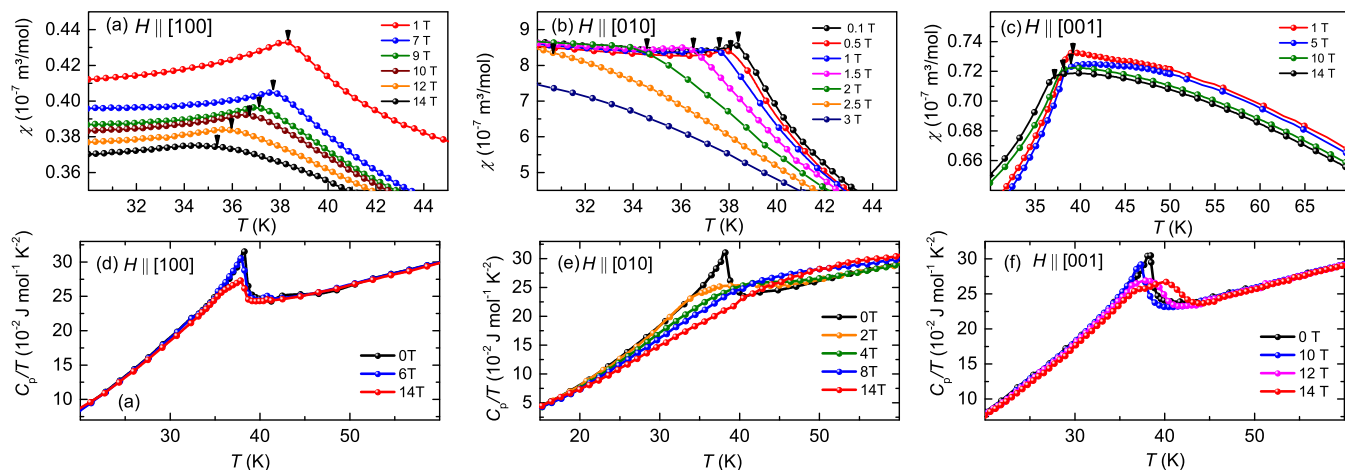 (a) H || [100]
1 T
7 T
9 T
10 T
12 T
14 T
0.44
0.42
0.40
0.38
0.36
χ (10⁻⁷ m³/mol)
32 34 36 38 40 42 44
T (K)
(b) H || [010]
0.1 T
0.5 T
1 T
1.5 T
2 T
2.5 T
3 T
9
8
7
6
5
χ (10⁻⁷ m³/mol)
32 34 36 38 40 42 44
T (K)
(c) H || [001]
1 T
5 T
10 T
14 T
0.74
0.72
0.70
0.68
0.66
χ (10⁻⁷ m³/mol)
35 40 45 50 55 60 65
T (K)
(d) H || [100]
0T
6T
14T
(a)
30
25
20
15
10
Cp/T (10⁻² J mol⁻¹ K⁻²)
30 40 50
T (K)
(e) H || [010]
0T
2T
4T
8T
14T
30
25
20
15
10
5
Cp/T (10⁻² J mol⁻¹ K⁻²)
20 30 40 50
T (K)
(f) H || [001]
0 T
10 T
12 T
14 T
30
25
20
15
10
Cp/T (10⁻² J mol⁻¹ K⁻²)
30 40 50
T (K)